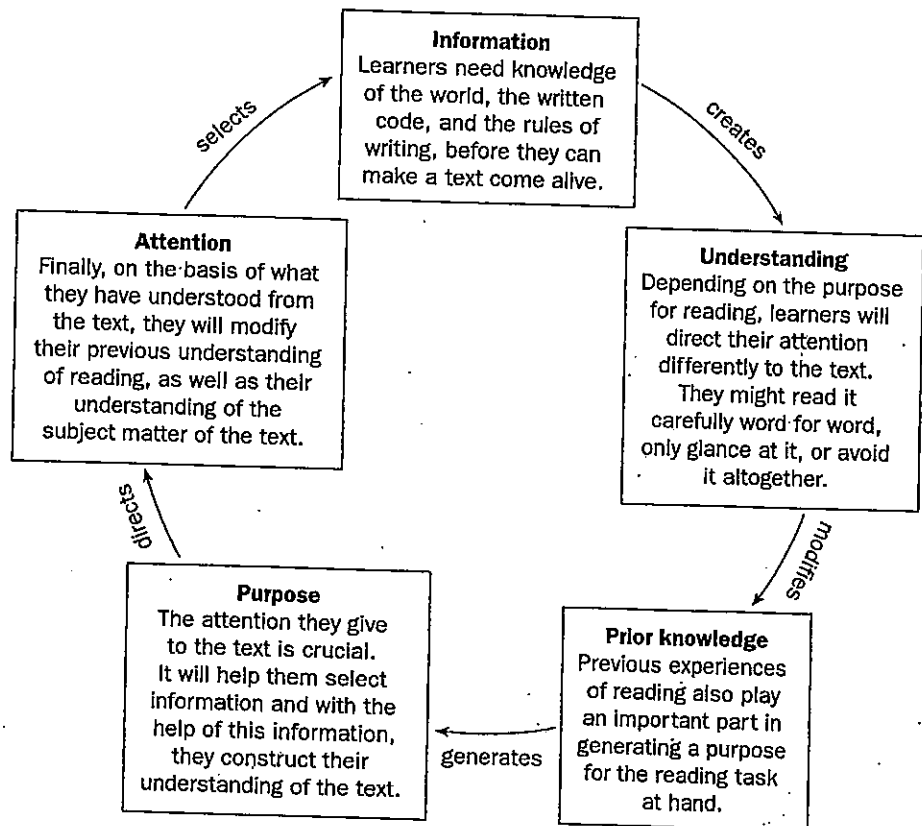 Information
Learners need knowledge
of the world, the written
code, and the rules of
writing, before they can
make a text come alive.
creates
Understanding
Depending on the purpose
for reading, learners will
direct their attention
differently to the text.
They might read it
carefully word for word,
only glance at it, or avoid
it altogether.
modifies
Prior knowledge
Previous experiences
of reading also play
an important part in
generating a purpose
for the reading task
at hand.
generates
Purpose
The attention they give
to the text is crucial.
It will help them select
information and with the
help of this information,
they construct their
understanding of the text.
directs
Attention
Finally, on the basis of what
they have understood from
the text, they will modify
their previous understanding
of reading, as well as their
understanding of the
subject matter of the text.
selects